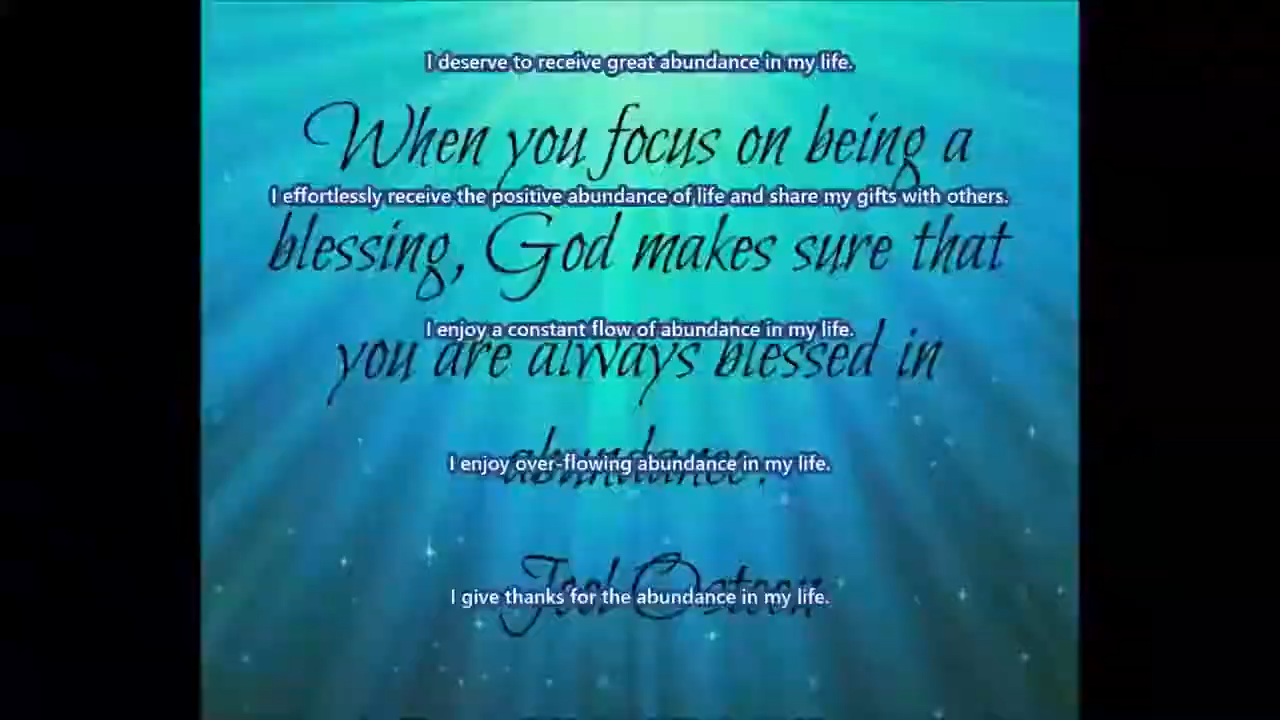 I deserve to receive great abundance in my life.
When you focus on being a
I effortlessly receive the positive abundance of life and share my gifts with others.
blessing, God makes sure that
I enjoy a constant flow of abundance in my life.
you are always blessed in
abundance.
I enjoy over-flowing abundance in my life.
Joel Osteen
I give thanks for the abundance in my life.